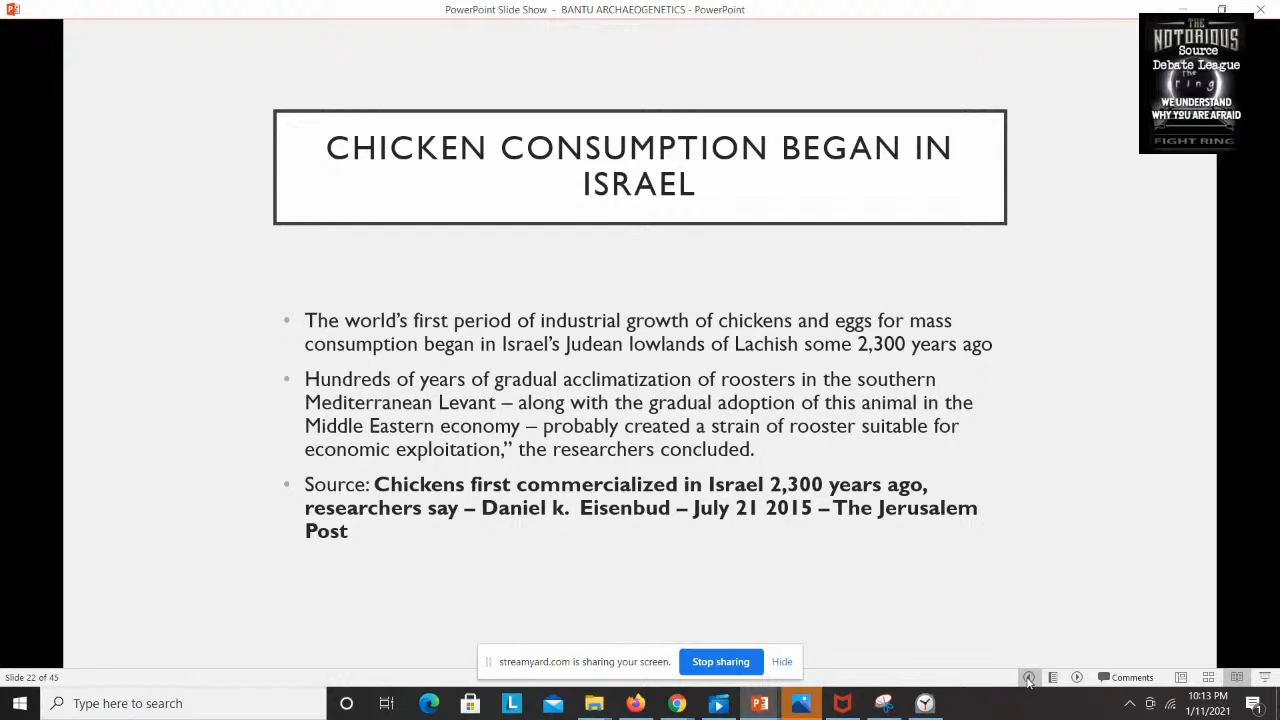 PowerPoint Slide Show - BANTU ARCHAEOGENETICS - PowerPoint
THE
NOTORIOUS
Source
Debate League
the
ring
WE UNDERSTAND
WHY YOU ARE AFRAID
FIGHT RING
CHICKEN CONSUMPTION BEGAN IN
ISRAEL
• The world's first period of industrial growth of chickens and eggs for mass
consumption began in Israel's Judean lowlands of Lachish some 2,300 years ago
• Hundreds of years of gradual acclimatization of roosters in the southern
Mediterranean Levant – along with the gradual adoption of this animal in the
Middle Eastern economy – probably created a strain of rooster suitable for
economic exploitation,” the researchers concluded.
• Source: Chickens first commercialized in Israel 2,300 years ago,
researchers say – Daniel k. Eisenbud – July 21 2015 – The Jerusalem
Post
streamyard.com is sharing your screen. Stop sharing Hide
Slide 22 of 45 Comments
Type here to search 10:13 PM
1/11/2021